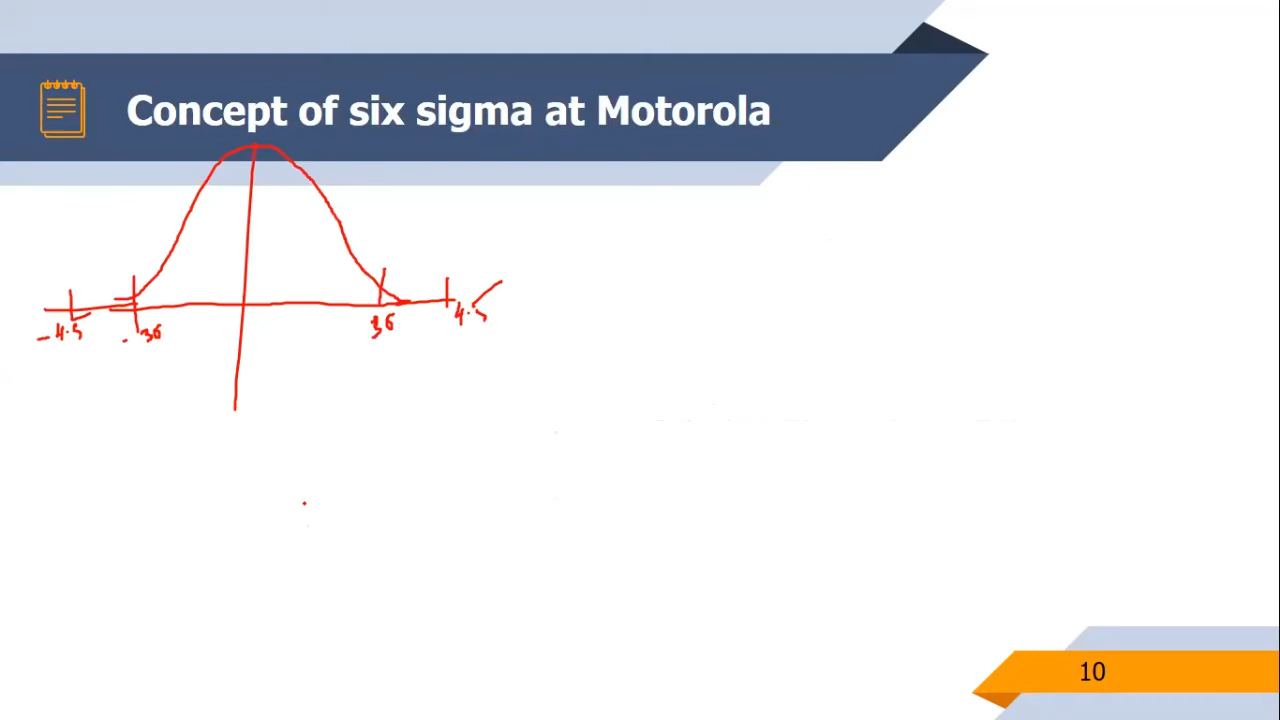 Concept of six sigma at Motorola
- 4.5
- 3σ
3σ
4.5
10